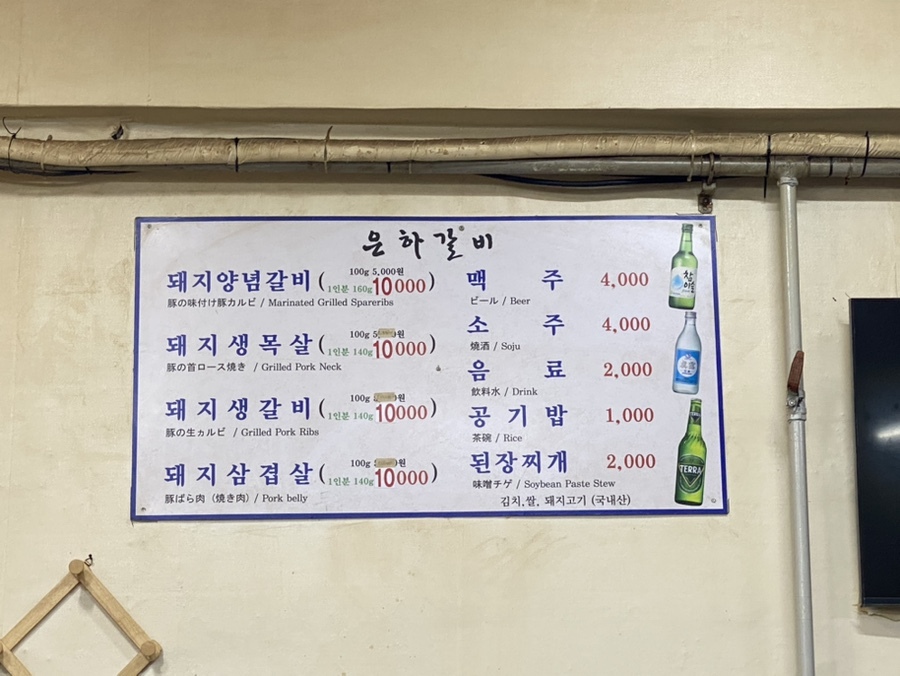 은하갈비
돼지양념갈비 (100g 5,000원 1인분 160g 10000)
豚の味付け豚カルビ / Marinated Grilled Spareribs
돼지생목살 (100g 원 1인분 140g 10000)
豚の首ロース焼き / Grilled Pork Neck
돼지생갈비 (100g 원 1인분 140g 10000)
豚の生ヵルビ / Grilled Pork Ribs
돼지삼겹살 (100g 원 1인분 140g 10000)
豚ばら肉 (焼き肉) / Pork belly
맥주 4,000
ビール / Beer
소주 4,000
焼酒 / Soju
음료 2,000
飲料水 / Drink
공기밥 1,000
茶碗 / Rice
된장찌개 2,000
味噌チゲ / Soybean Paste Stew
김치,쌀, 돼지고기 (국내산)
TERRA